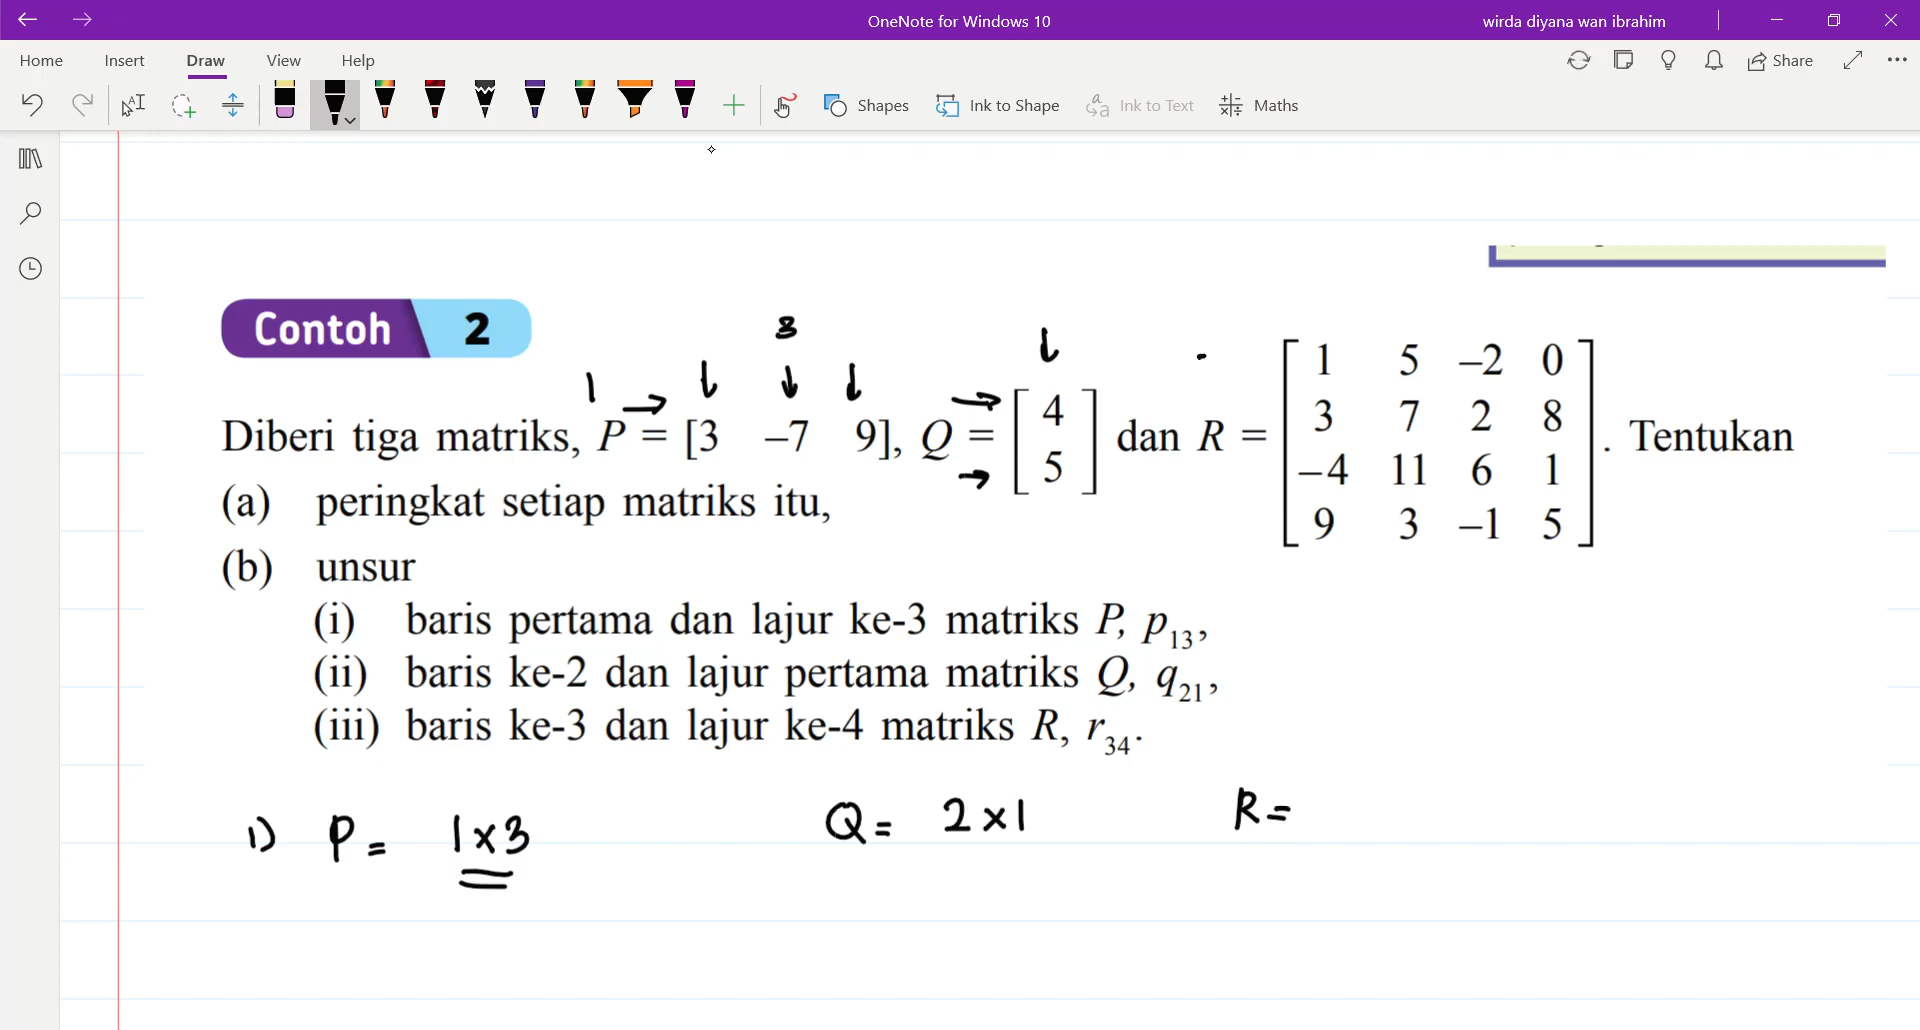 OneNote for Windows 10
wirda diyana wan ibrahim
Home Insert Draw View Help
Share
Shapes Ink to Shape Ink to Text Maths
Contoh 2
3
1
Diberi tiga matriks, P = [3 –7 9], Q = [4 5] dan R = [1 5 –2 0
3 7 2 8
–4 11 6 1
9 3 –1 5]. Tentukan
(a) peringkat setiap matriks itu,
(b) unsur
(i) baris pertama dan lajur ke-3 matriks P, p₁₃,
(ii) baris ke-2 dan lajur pertama matriks Q, q₂₁,
(iii) baris ke-3 dan lajur ke-4 matriks R, r₃₄.
1) P = 1×3 Q = 2×1 R =